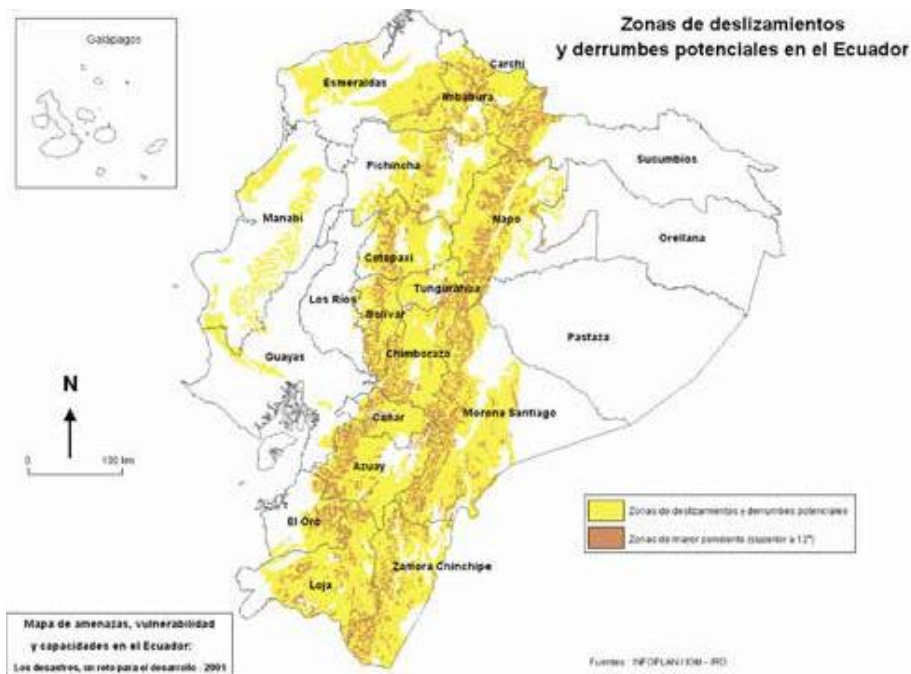 Zonas de deslizamientos
y derrumbes potenciales en el Ecuador
Galápagos
Carchi
Esmeraldas
Imbabura
Sucumbios
Pichincha
Napo
Manabí
Orellana
Cotopaxi
Tungurahua
Los Ríos
Bolívar
Pastaza
Chimborazo
Guayas
N
Morona Santiago
Cañar
0 100 km
Azuay
Zonas de deslizamientos y derrumbes potenciales
El Oro
Zonas de mayor pendiente (superior a 12°)
Zamora Chinchipe
Loja
Mapa de amenazas, vulnerabilidad
y capacidades en el Ecuador:
Los desastres, un reto para el desarrollo - 2001
Fuentes : INFOPLAN / IGM - IRD